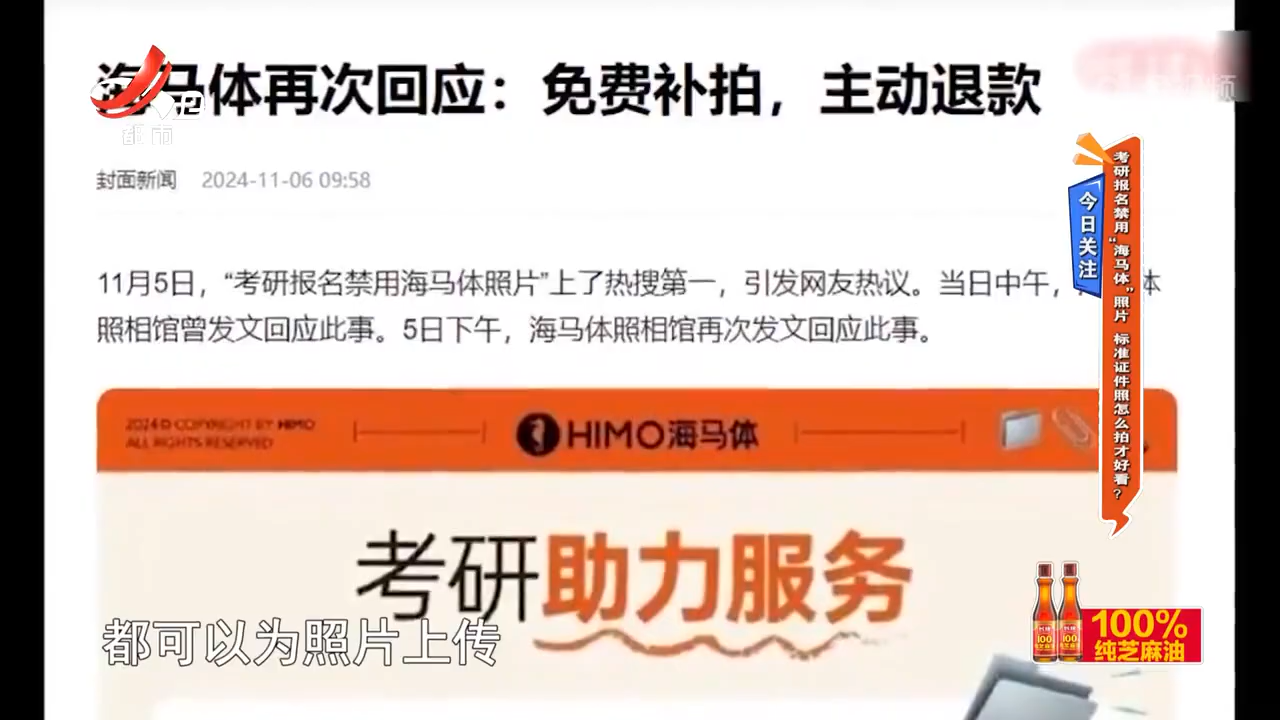 海马体再次回应：免费补拍，主动退款
都市
封面新闻 2024-11-06 09:58
11月5日，“考研报名禁用海马体照片”上了热搜第一，引发网友热议。当日中午，
体
照相馆曾发文回应此事。5日下午，海马体照相馆再次发文回应此事。
2024 © COPYRIGHT BY HIMO
ALL RIGHTS RESERVED
HIMO海马体
考研助力服务
都可以为照片上传
今日关注
考研报名禁用“海马体”照片 标准证件照怎么拍才好看？
100%
纯芝麻油